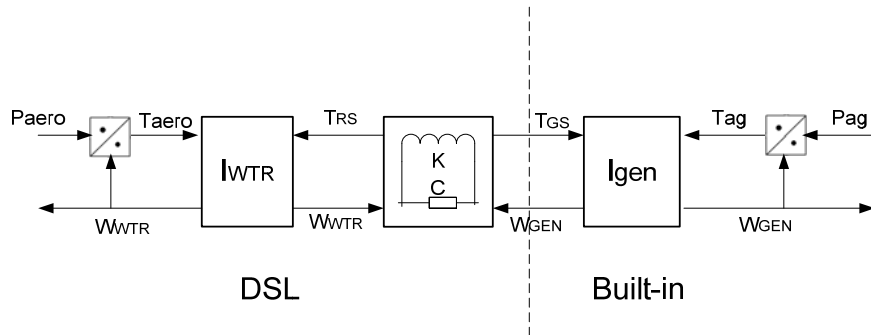 Paero Taero TRS TGS Tag Pag
IWTR K C Igen
WWTR WWTR WGEN WGEN
DSL Built-in